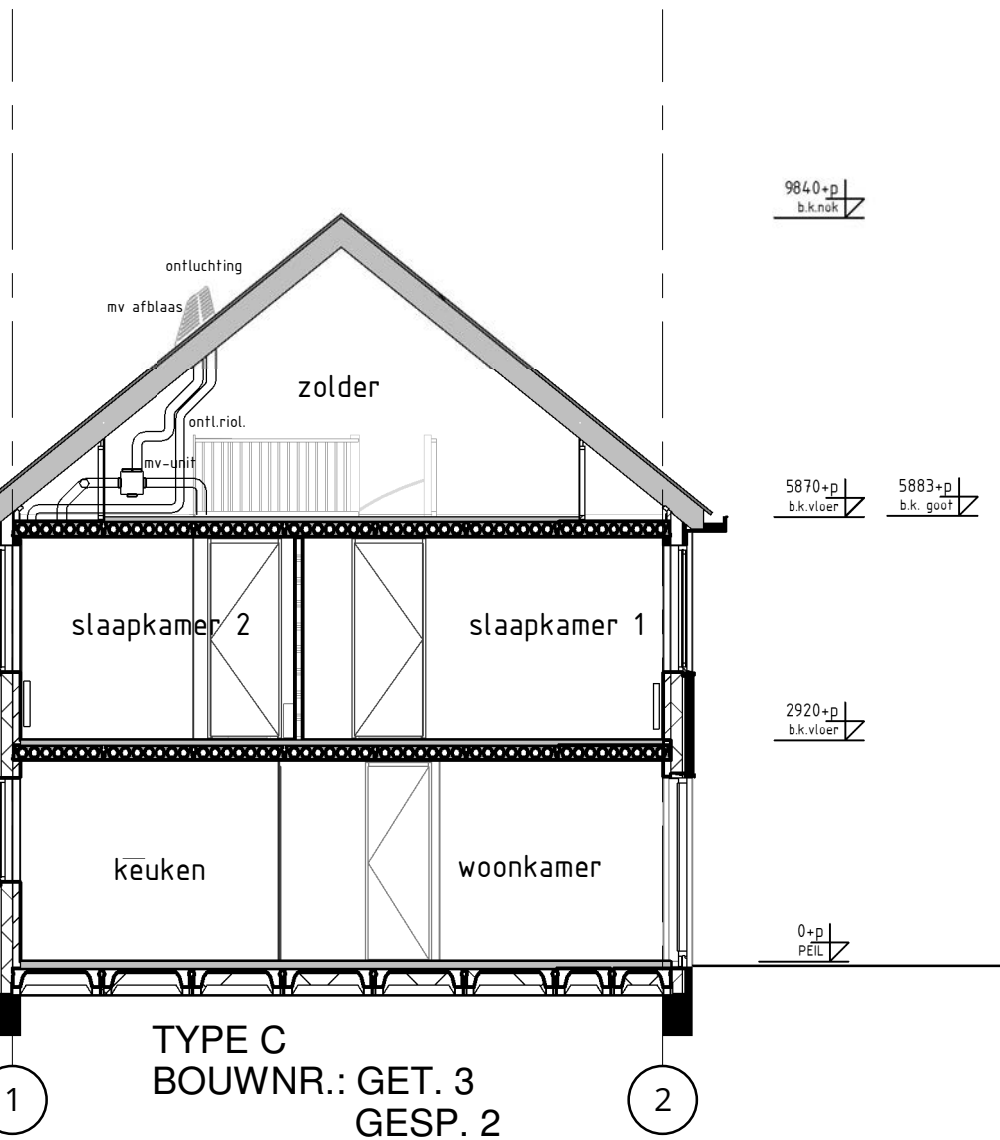 9840+p
b.k.nok
ontluchting
mv afblaas
zolder
ontl.riol.
mv-unit
5870+p
b.k.vloer
5883+p
b.k. goot
slaapkamer 2
slaapkamer 1
2920+p
b.k.vloer
keuken
woonkamer
0+p
PEIL
TYPE C
BOUWNR.: GET. 3
GESP. 2
1
2